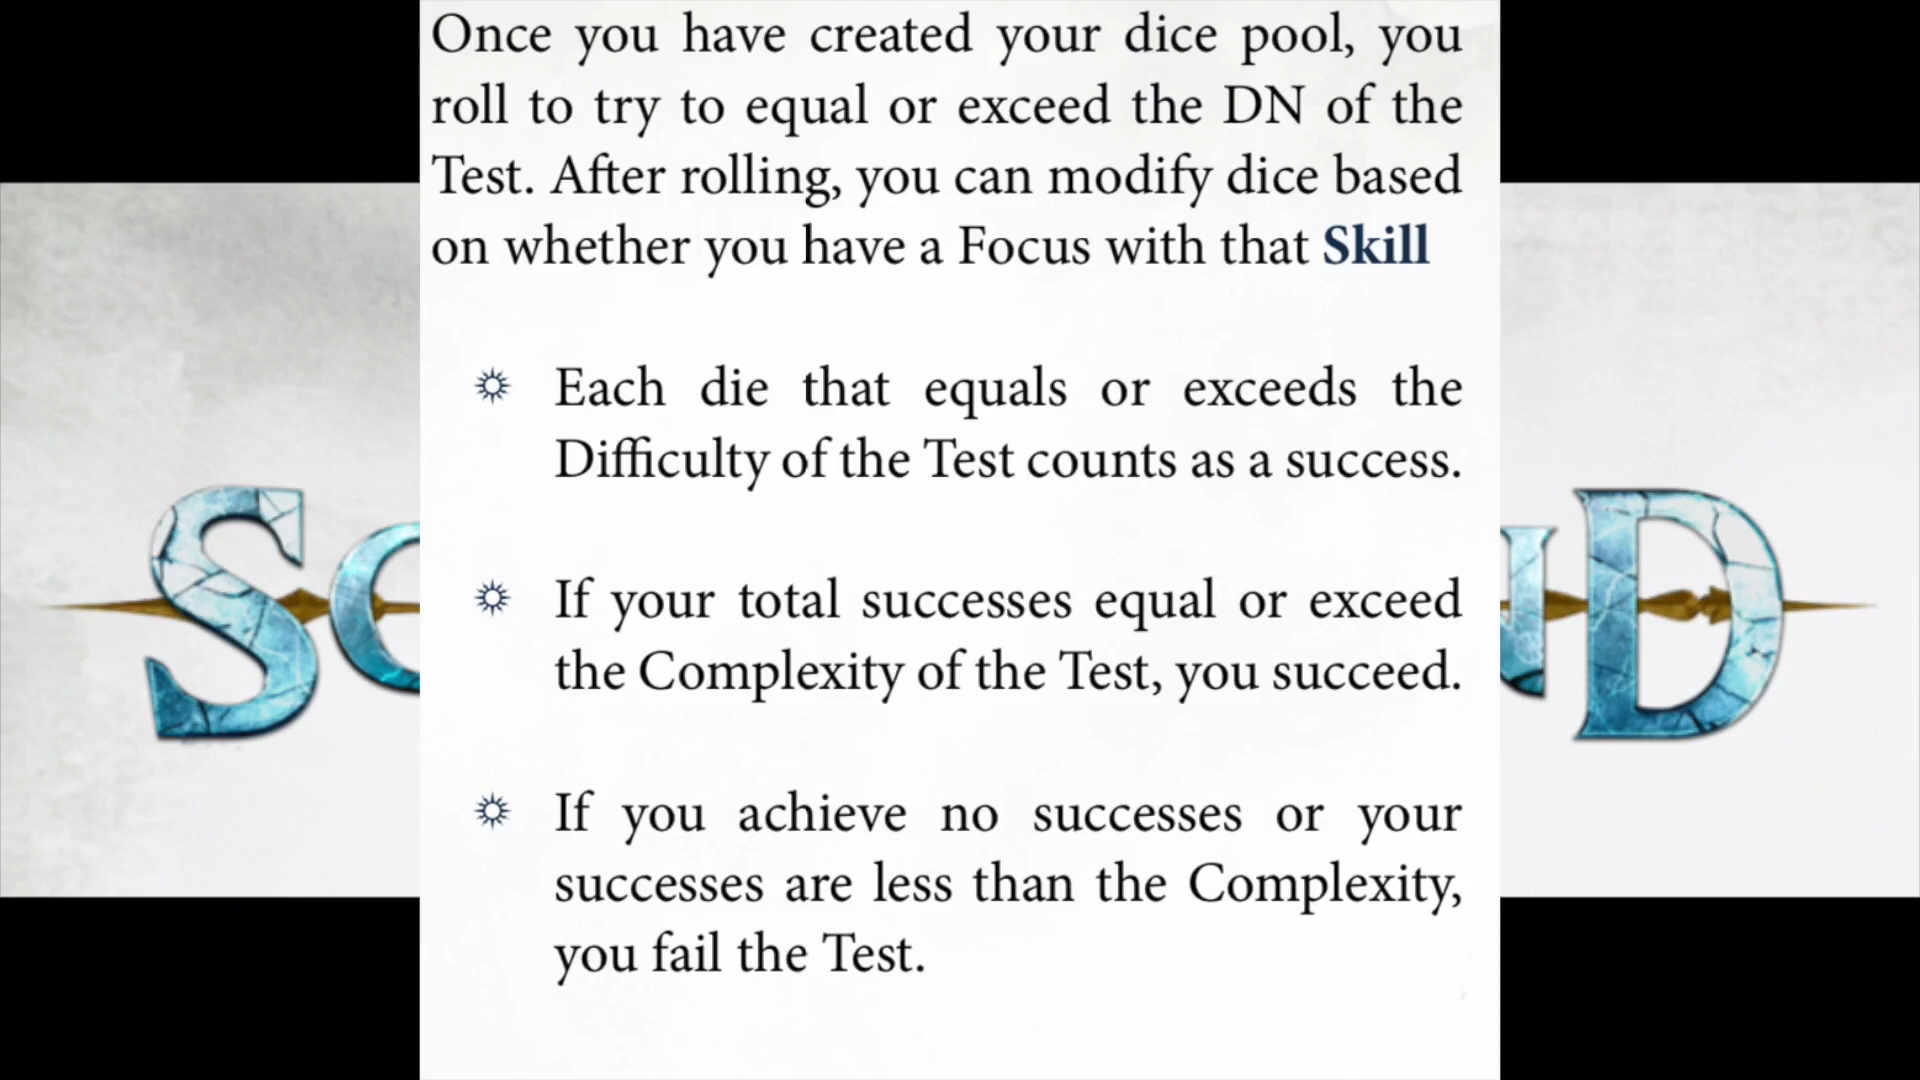 Once you have created your dice pool, you
roll to try to equal or exceed the DN of the
Test. After rolling, you can modify dice based
on whether you have a Focus with that Skill
Each die that equals or exceeds the
Difficulty of the Test counts as a success.
If your total successes equal or exceed
the Complexity of the Test, you succeed.
If you achieve no successes or your
successes are less than the Complexity,
you fail the Test.
S
D